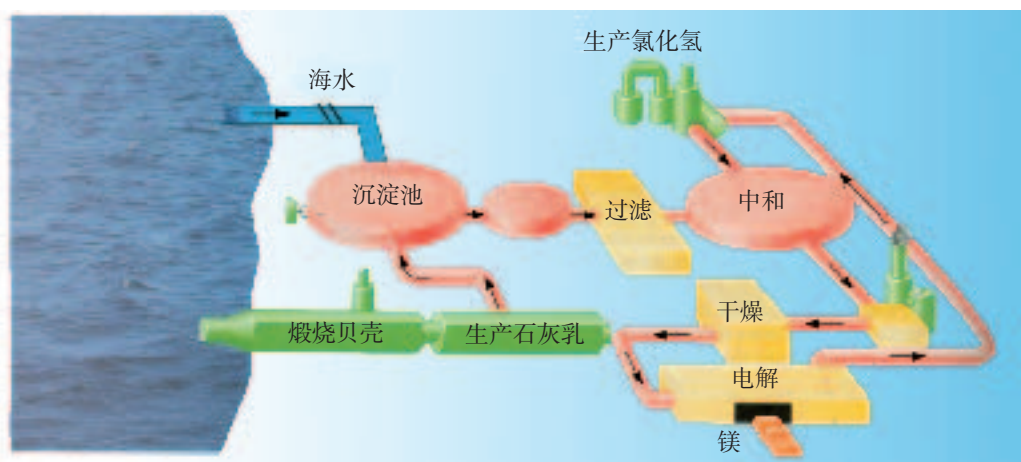 生产氯化氢
海水
沉淀池
过滤
中和
干燥
煅烧贝壳
生产石灰乳
电解
镁